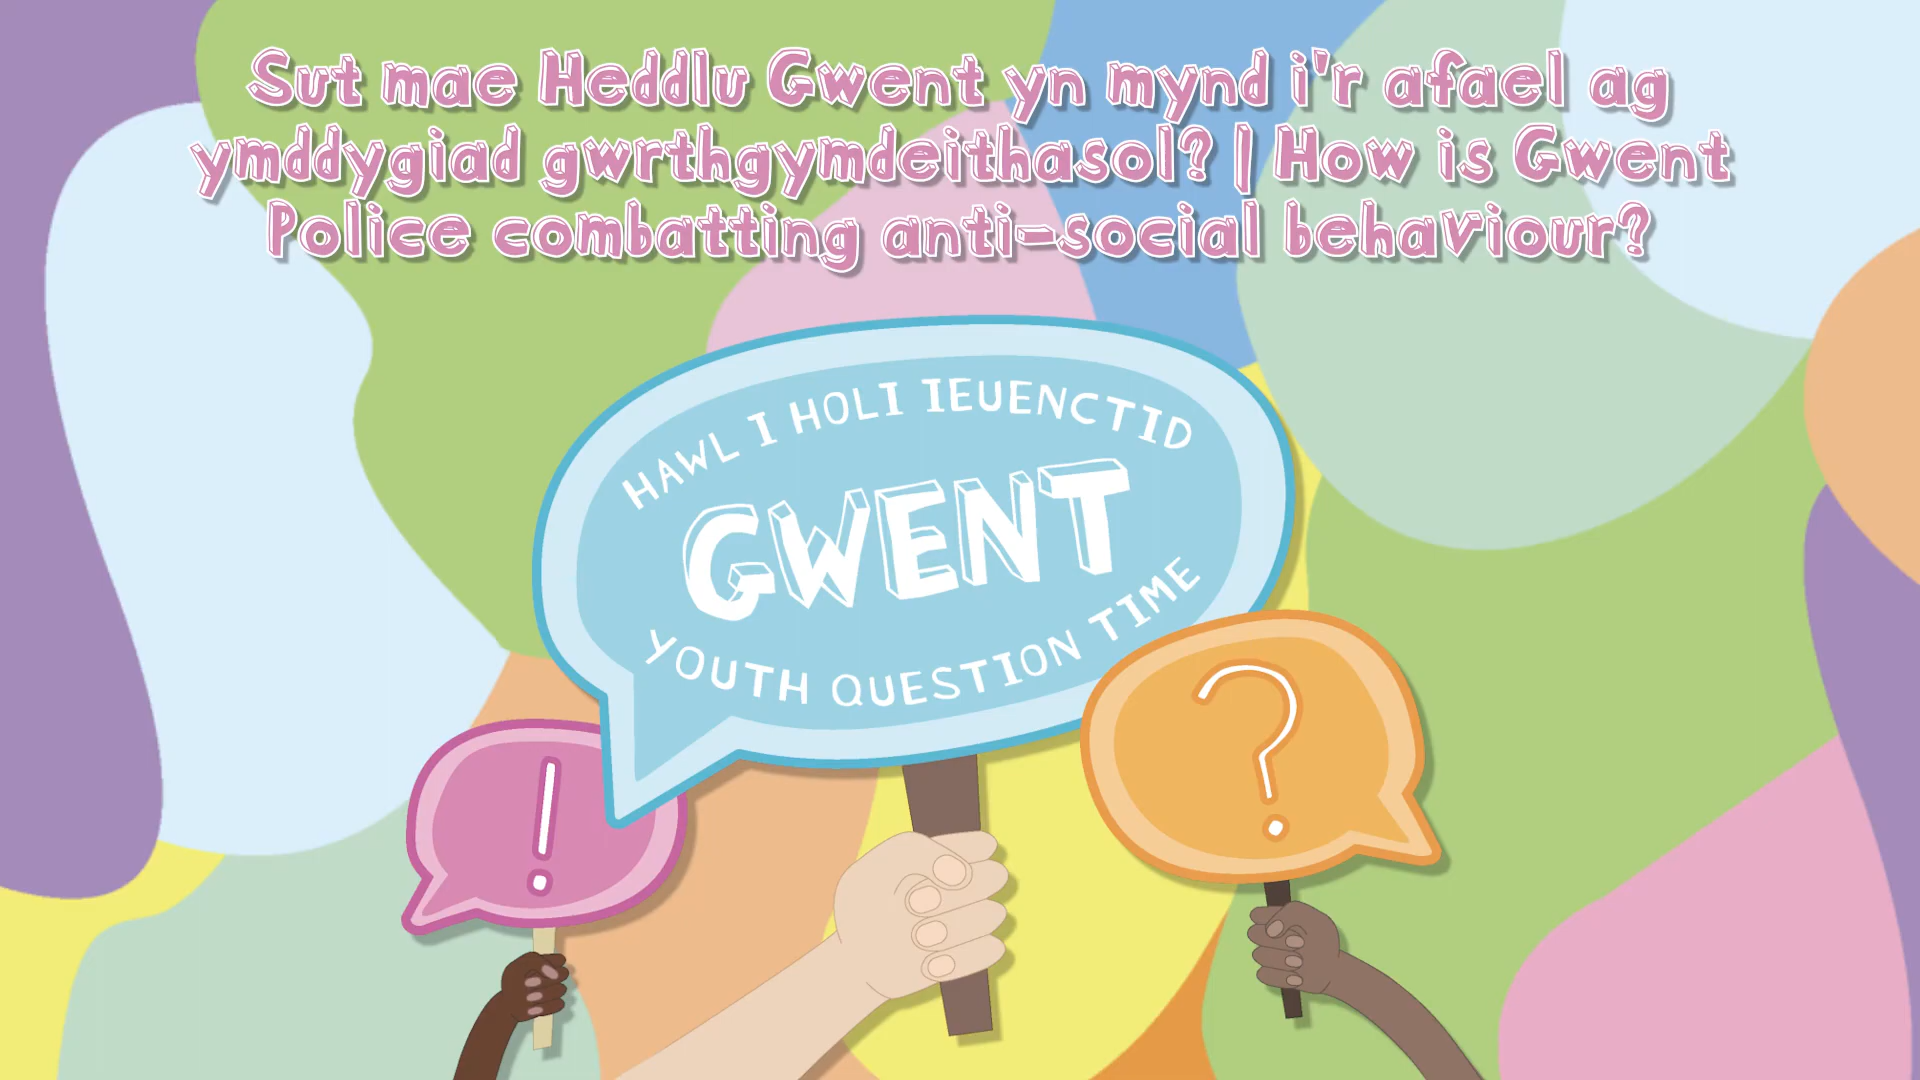 Sut mae Heddlu Gwent yn mynd i'r afael ag
ymddygiad gwrthgymdeithasol? | How is Gwent
Police combatting anti-social behaviour?
HAWL I HOLI IEUENCTID
GWENT
YOUTH QUESTION TIME
!
?